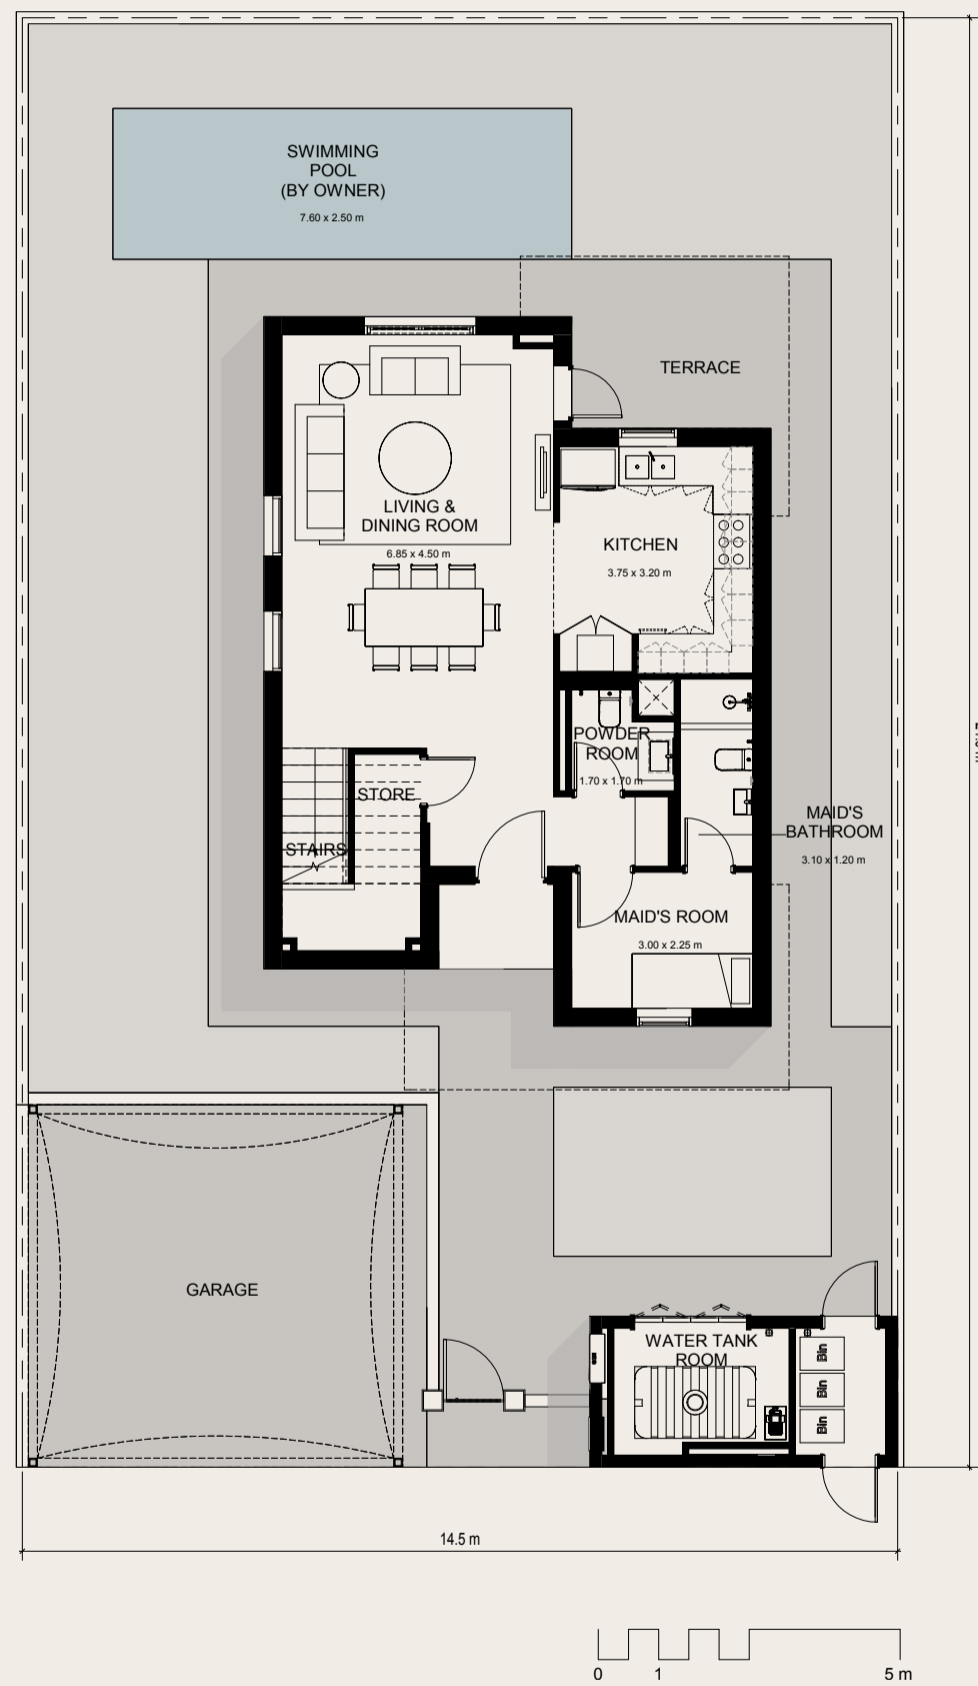 SWIMMING
POOL
(BY OWNER)
7.60 x 2.50 m
TERRACE
LIVING &
DINING ROOM
6.85 x 4.50 m
KITCHEN
3.75 x 3.20 m
POWDER
ROOM
1.70 x 1.70 m
STORE
STAIRS
MAID'S
BATHROOM
3.10 x 1.20 m
MAID'S ROOM
3.00 x 2.25 m
GARAGE
WATER TANK
ROOM
Bin
Bin
Bin
14.5 m
0 1 5 m